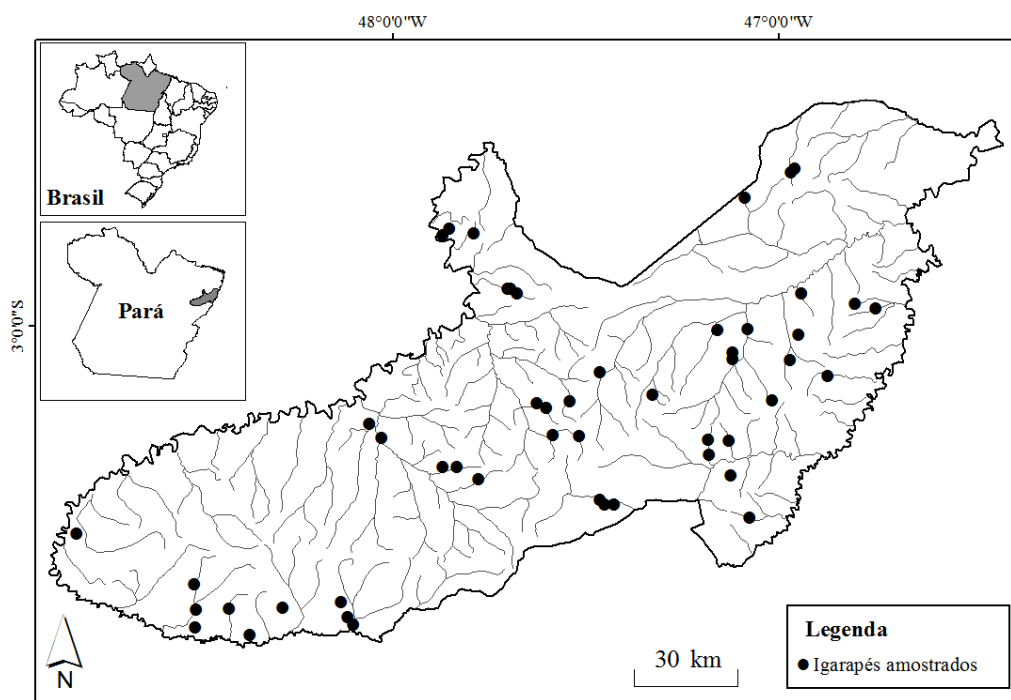 48°0'0"W
47°0'0"W
Brasil
Pará
3°0'0"S
N
30 km
Legenda
Igarapés amostrados